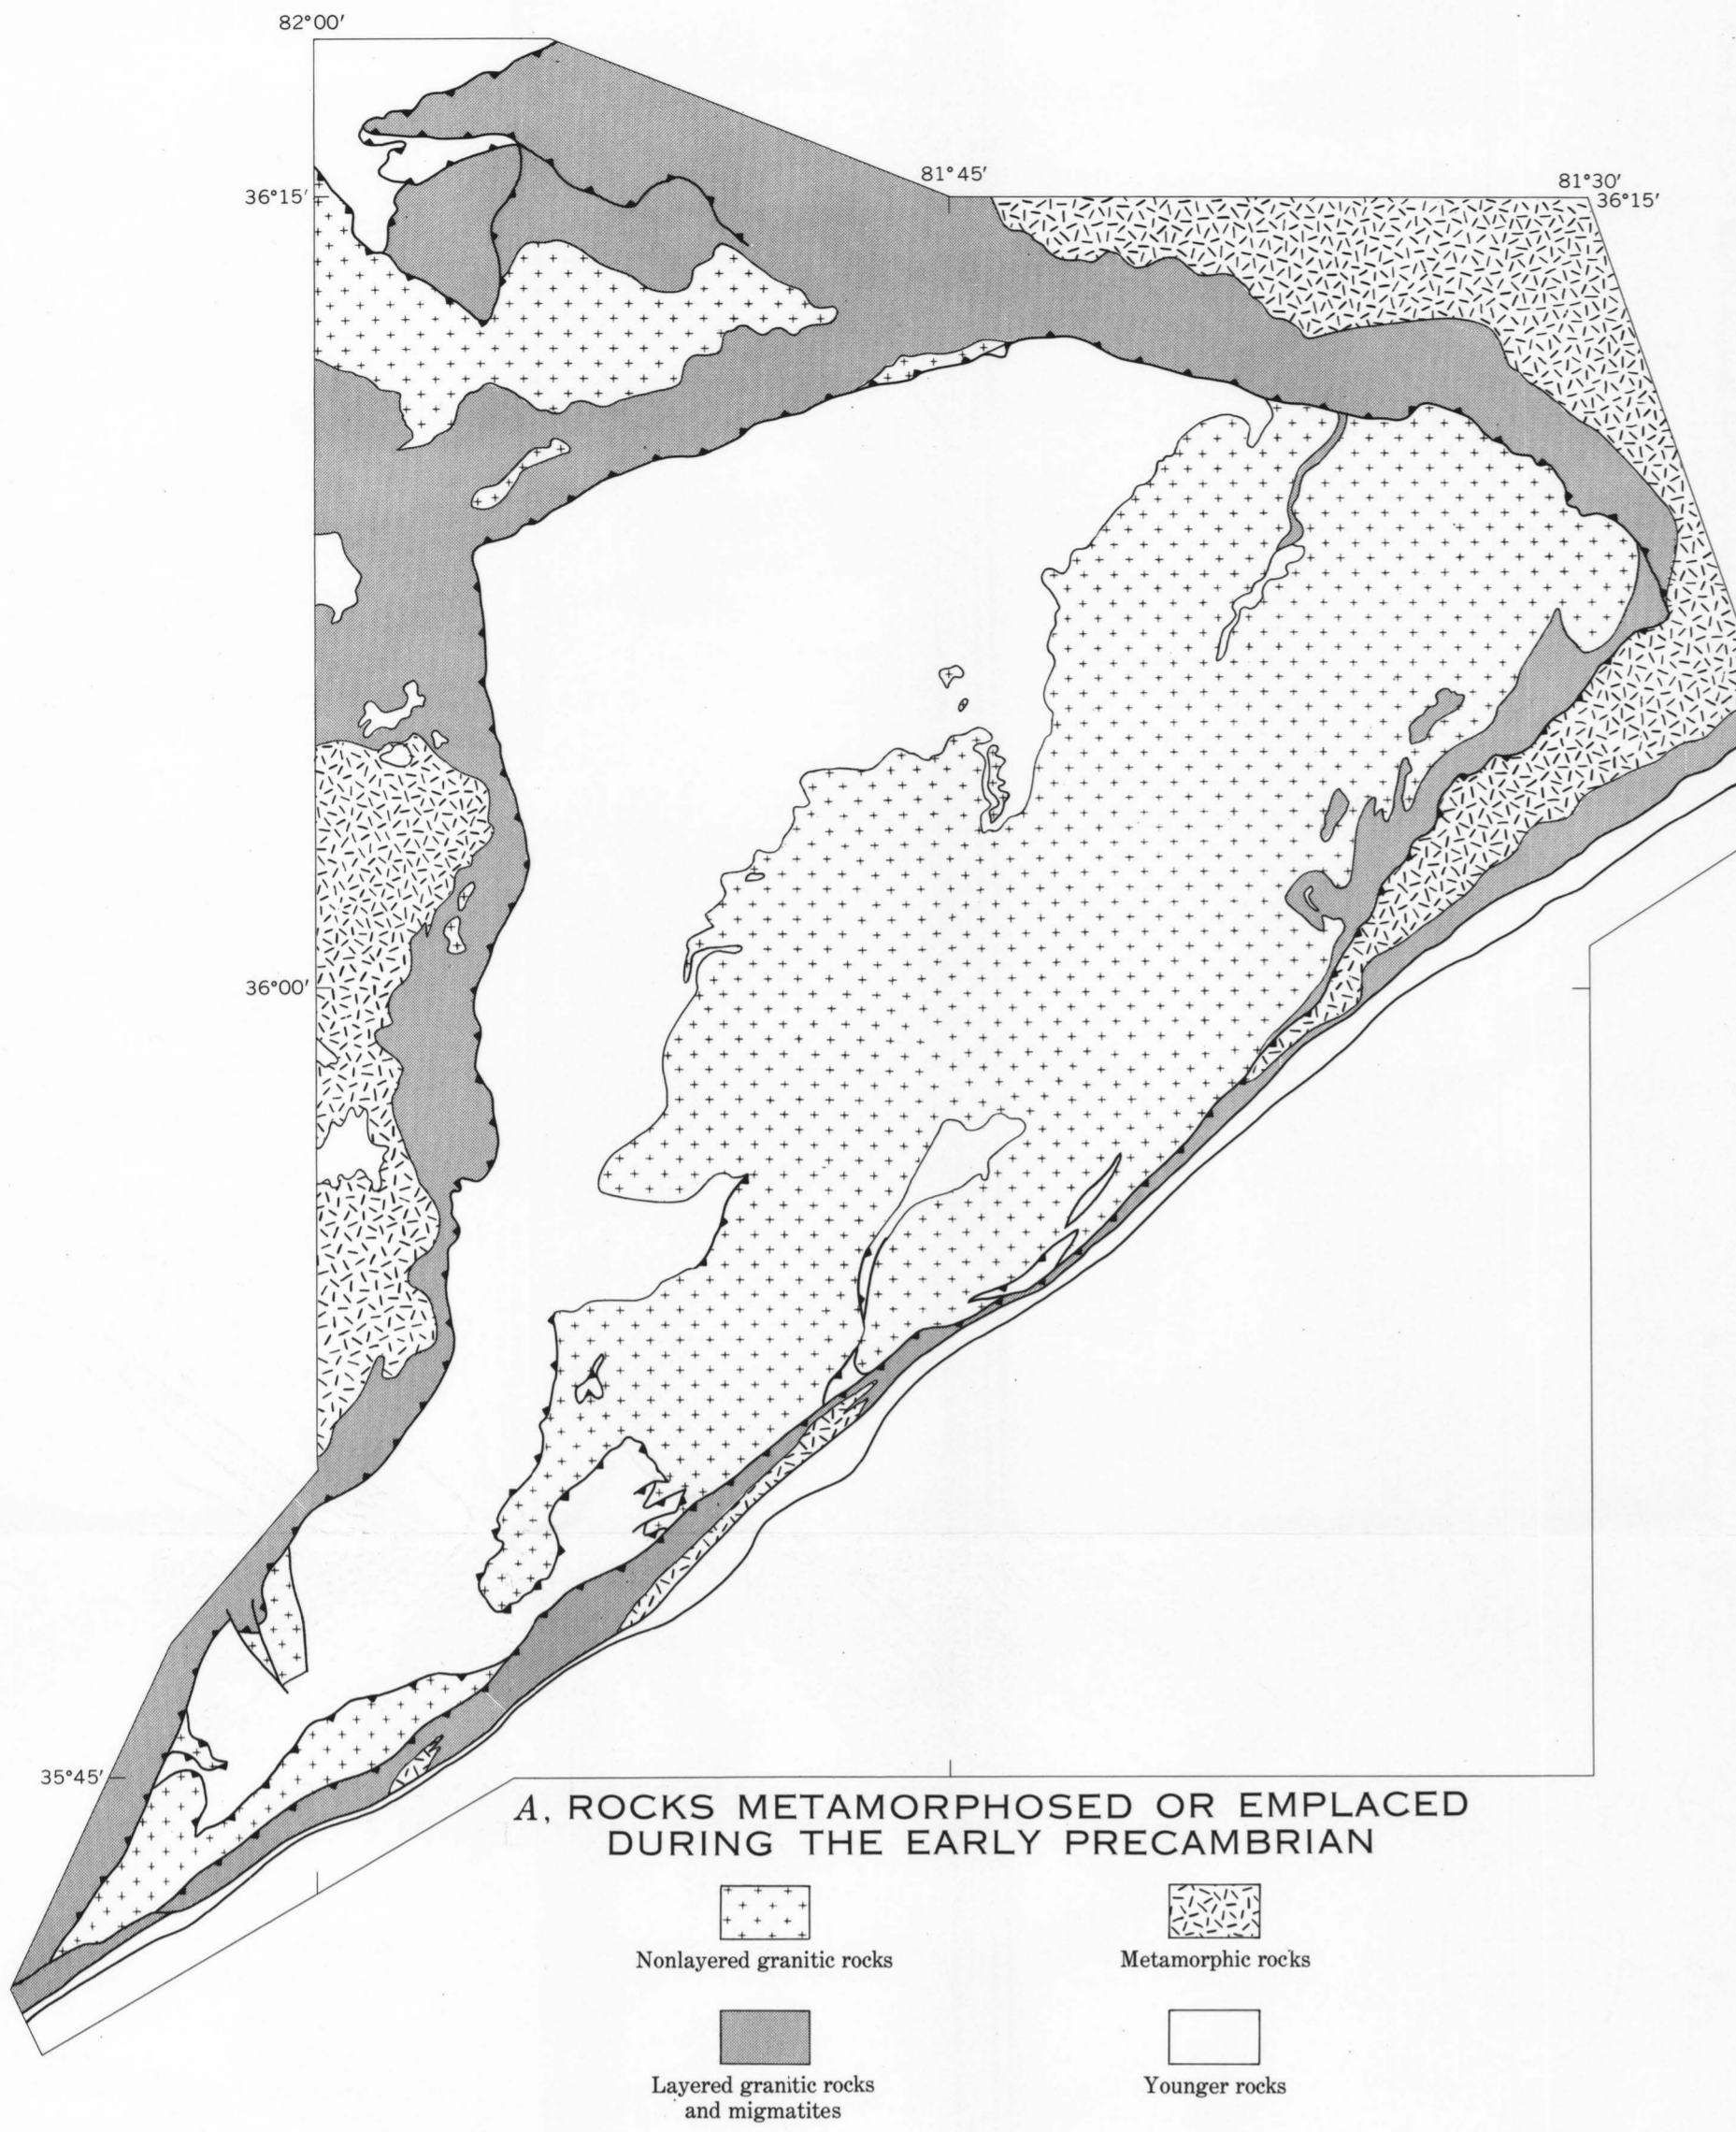 82°00′
81°45′
81°30′
36°15′
36°15′
36°00′
35°45′
A, ROCKS METAMORPHOSED OR EMPLACED
DURING THE EARLY PRECAMBRIAN
Nonlayered granitic rocks
Metamorphic rocks
Layered granitic rocks
and migmatites
Younger rocks